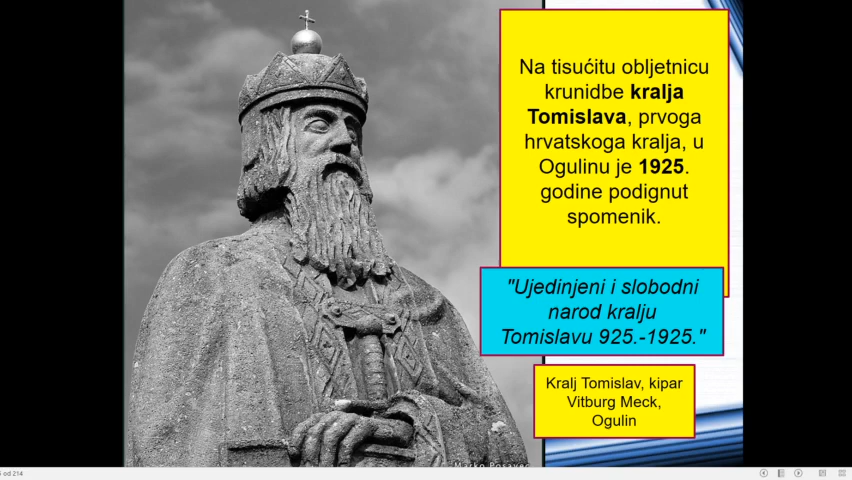 Na tisućitu obljetnicu
krunidbe kralja
Tomislava, prvoga
hrvatskoga kralja, u
Ogulinu je 1925.
godine podignut
spomenik.
"Ujedinjeni i slobodni
narod kralju
Tomislavu 925.-1925."
Kralj Tomislav, kipar
Vitburg Meck,
Ogulin
Marko Posavec
od 214